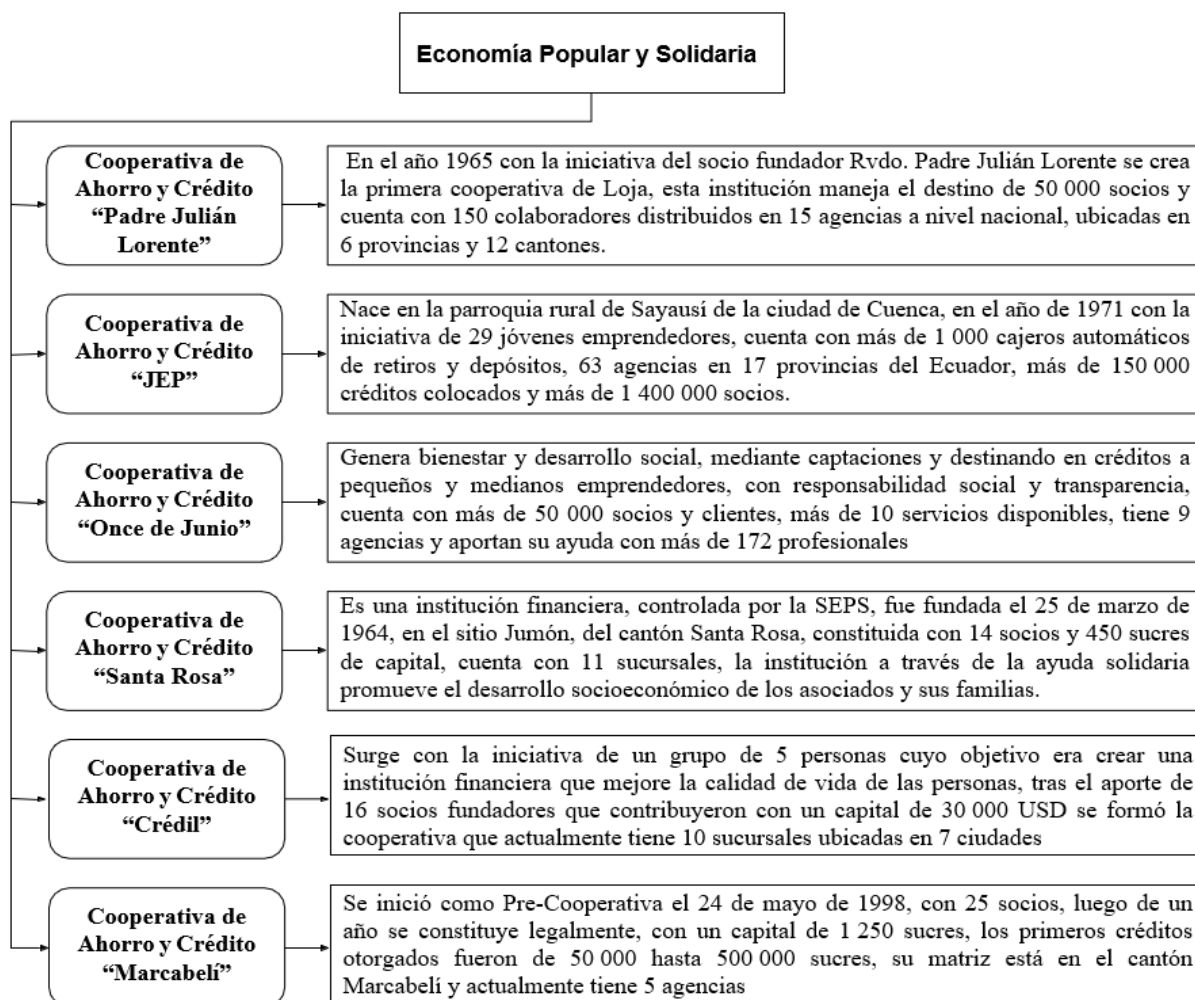 Economía Popular y Solidaria
Cooperativa de
Ahorro y Crédito
“Padre Julián
Lorente”
En el año 1965 con la iniciativa del socio fundador Rvdo. Padre Julián Lorente se crea
la primera cooperativa de Loja, esta institución maneja el destino de 50 000 socios y
cuenta con 150 colaboradores distribuidos en 15 agencias a nivel nacional, ubicadas en
6 provincias y 12 cantones.
Cooperativa de
Ahorro y Crédito
“JEP”
Nace en la parroquia rural de Sayausí de la ciudad de Cuenca, en el año de 1971 con la
iniciativa de 29 jóvenes emprendedores, cuenta con más de 1 000 cajeros automáticos
de retiros y depósitos, 63 agencias en 17 provincias del Ecuador, más de 150 000
créditos colocados y más de 1 400 000 socios.
Cooperativa de
Ahorro y Crédito
“Once de Junio”
Genera bienestar y desarrollo social, mediante captaciones y destinando en créditos a
pequeños y medianos emprendedores, con responsabilidad social y transparencia,
cuenta con más de 50 000 socios y clientes, más de 10 servicios disponibles, tiene 9
agencias y aportan su ayuda con más de 172 profesionales
Cooperativa de
Ahorro y Crédito
“Santa Rosa”
Es una institución financiera, controlada por la SEPS, fue fundada el 25 de marzo de
1964, en el sitio Jumón, del cantón Santa Rosa, constituida con 14 socios y 450 sucres
de capital, cuenta con 11 sucursales, la institución a través de la ayuda solidaria
promueve el desarrollo socioeconómico de los asociados y sus familias.
Cooperativa de
Ahorro y Crédito
“Crédil”
Surge con la iniciativa de un grupo de 5 personas cuyo objetivo era crear una
institución financiera que mejore la calidad de vida de las personas, tras el aporte de
16 socios fundadores que contribuyeron con un capital de 30 000 USD se formó la
cooperativa que actualmente tiene 10 sucursales ubicadas en 7 ciudades
Cooperativa de
Ahorro y Crédito
“Marcabelí”
Se inició como Pre-Cooperativa el 24 de mayo de 1998, con 25 socios, luego de un
año se constituye legalmente, con un capital de 1 250 sucres, los primeros créditos
otorgados fueron de 50 000 hasta 500 000 sucres, su matriz está en el cantón
Marcabelí y actualmente tiene 5 agencias